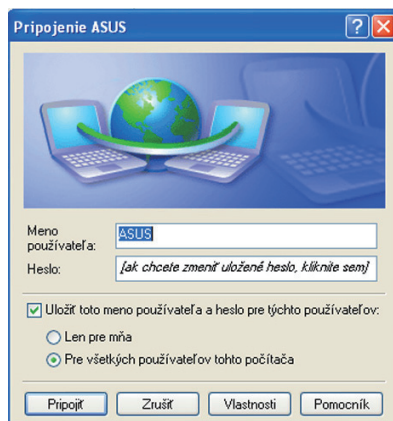 Pripojenie ASUS
Meno
používateľa:
ASUS
Heslo:
[ak chcete zmeniť uložené heslo, kliknite sem]
Uložiť toto meno používateľa a heslo pre týchto používateľov:
Len pre mňa
Pre všetkých používateľov tohto počítača
Pripojiť
Zrušiť
Vlastnosti
Pomocník